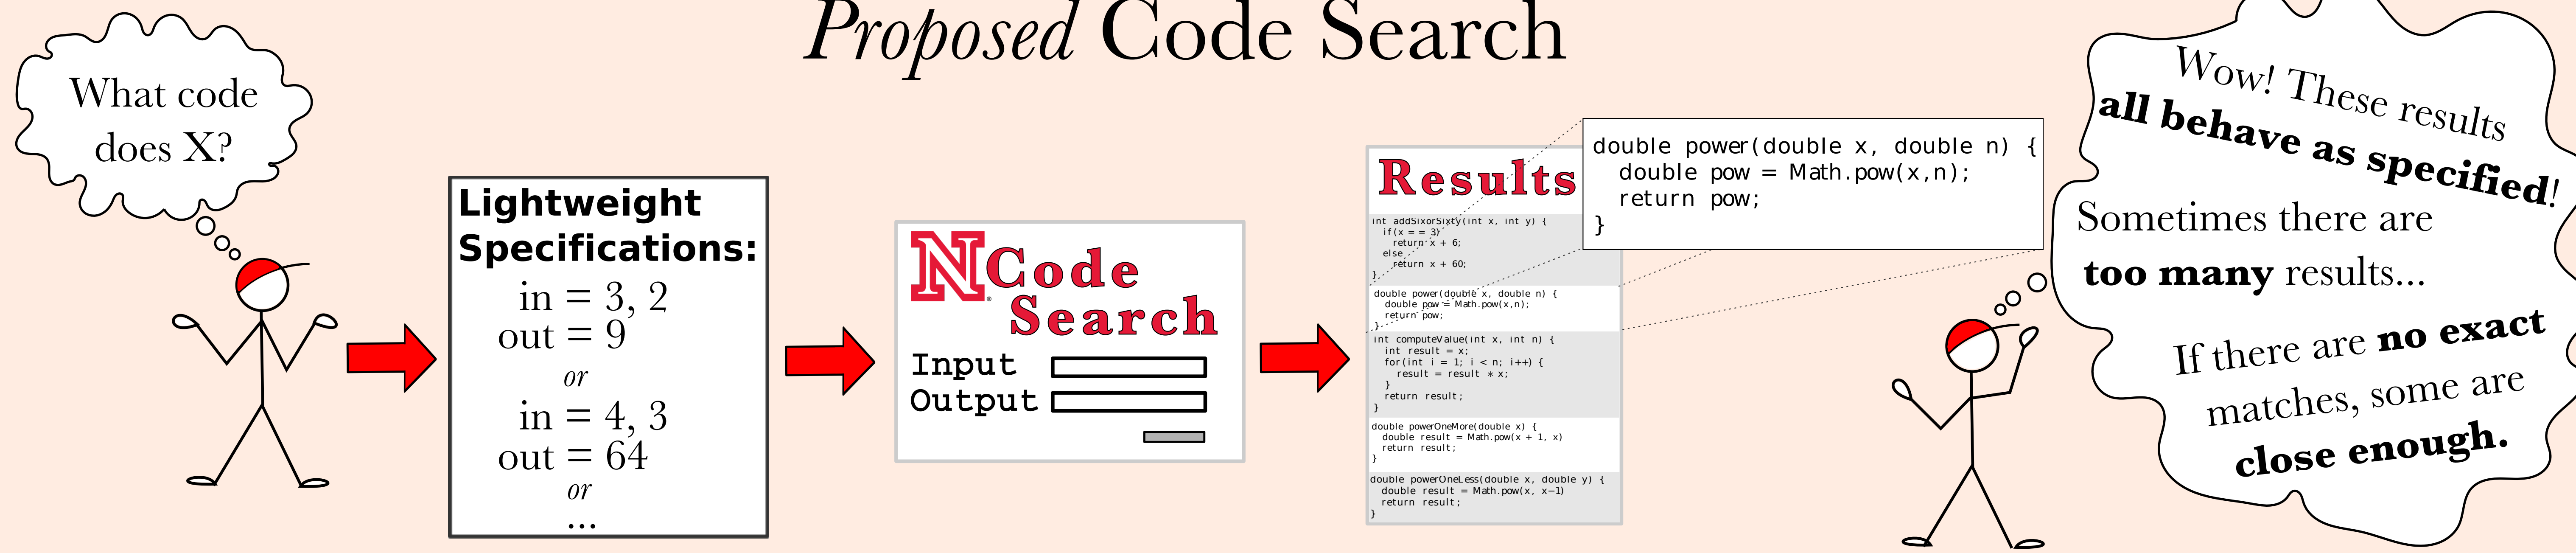 Proposed Code Search
What code
does X?
Lightweight
Specifications:
in = 3, 2
out = 9
or
in = 4, 3
out = 64
or
...
N Code
Search
®
Input
Output
Results
int addSixorSixty(int x, int y) {
if(x = = 3)
return x + 6;
else
return x + 60;
}
double power(double x, double n) {
double pow = Math.pow(x,n);
return pow;
}
int computeValue(int x, int n) {
int result = x;
for(int i = 1; i < n; i++) {
result = result * x;
}
return result;
}
double powerOneMore(double x) {
double result = Math.pow(x + 1, x)
return result;
}
double powerOneLess(double x, double y) {
double result = Math.pow(x, x−1)
return result;
}
double power(double x, double n) {
double pow = Math.pow(x,n);
return pow;
}
Wow! These results
all behave as specified!
Sometimes there are
too many results...
If there are no exact
matches, some are
close enough.